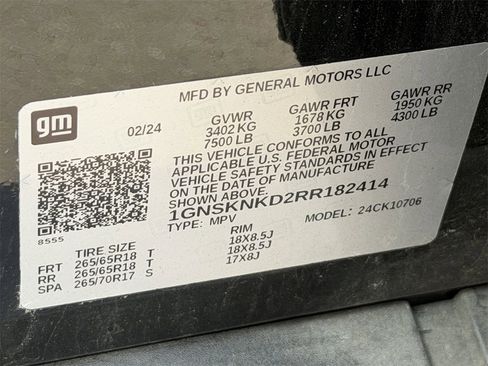 gm
MFD BY GENERAL MOTORS LLC
02/24 GVWR GAWR FRT GAWR RR
3402 KG 1678 KG 1950 KG
7500 LB 3700 LB 4300 LB
THIS VEHICLE CONFORMS TO ALL
APPLICABLE U.S. FEDERAL MOTOR
VEHICLE SAFETY STANDARDS IN EFFECT
ON THE DATE OF MANUFACTURE
SHOWN ABOVE.
1GNSKNKD2RR182414
8555 TYPE: MPV MODEL: 24CK10706
TIRE SIZE RIM
FRT 265/65R18 T 18X8.5J
RR 265/65R18 T 18X8.5J
SPA 265/70R17 S 17X8J